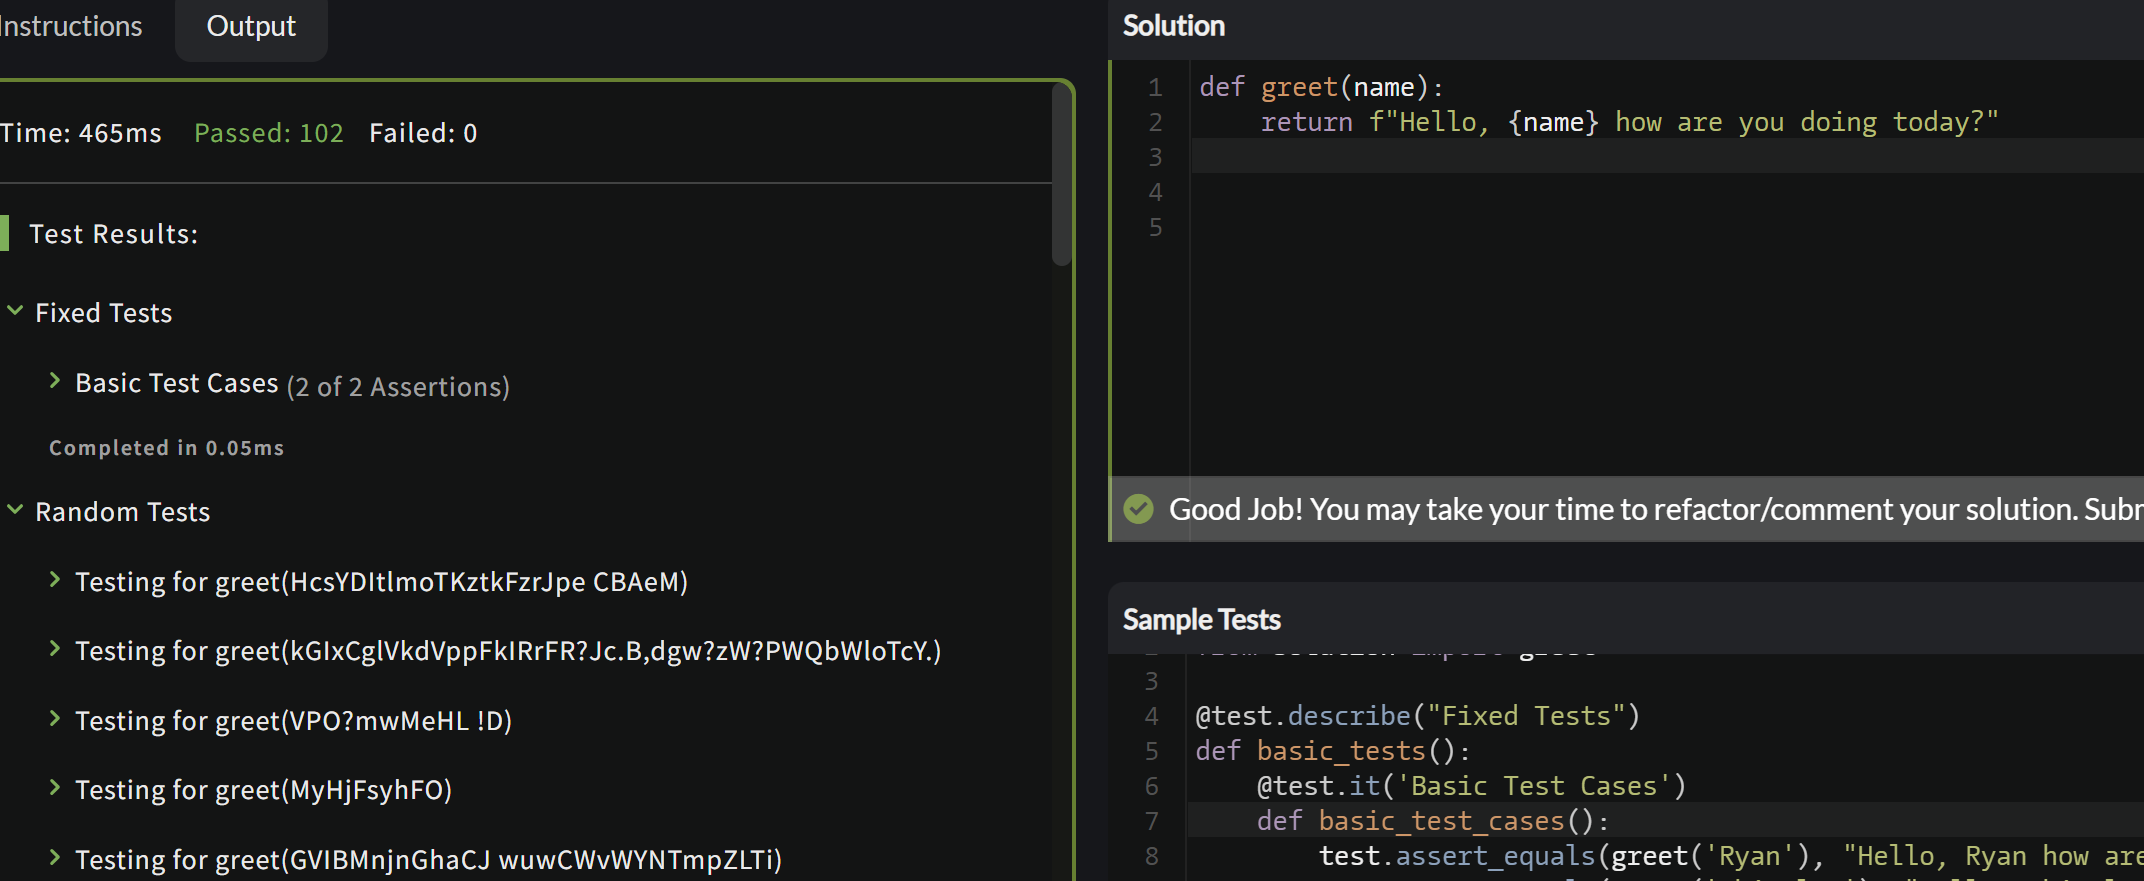 Instructions Output
Time: 465ms Passed: 102 Failed: 0
Test Results:
Fixed Tests
Basic Test Cases (2 of 2 Assertions)
Completed in 0.05ms
Random Tests
Testing for greet(HcsYDItlmoTKztkFzrJpe CBAeM)
Testing for greet(kGIxCglVkdVppFkIRrFR?Jc.B,dgw?zW?PWQbWloTcY.)
Testing for greet(VPO?mwMeHL !D)
Testing for greet(MyHjFsyhFO)
Testing for greet(GVIBMnjnGhaCJ wuwCWvWYNTmpZLTi)
Solution
1 def greet(name):
2     return f"Hello, {name} how are you doing today?"
3
4
5
Good Job! You may take your time to refactor/comment your solution.
Sample Tests
3
4 @test.describe("Fixed Tests")
5 def basic_tests():
6     @test.it('Basic Test Cases')
7     def basic_test_cases():
8         test.assert_equals(greet('Ryan'), "Hello, Ryan how are